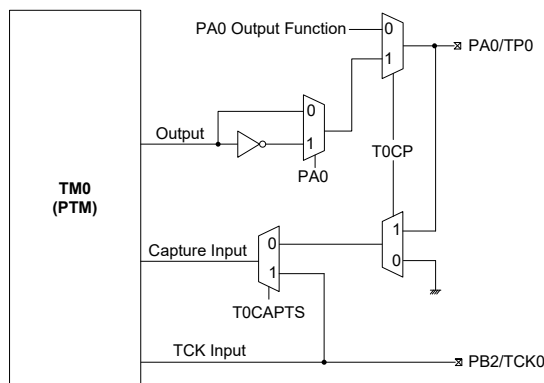 PA0 Output Function
0
1
PA0/TP0
0
1
Output
PA0
T0CP
TM0
(PTM)
Capture Input
0
1
1
0
T0CAPTS
TCK Input
PB2/TCK0